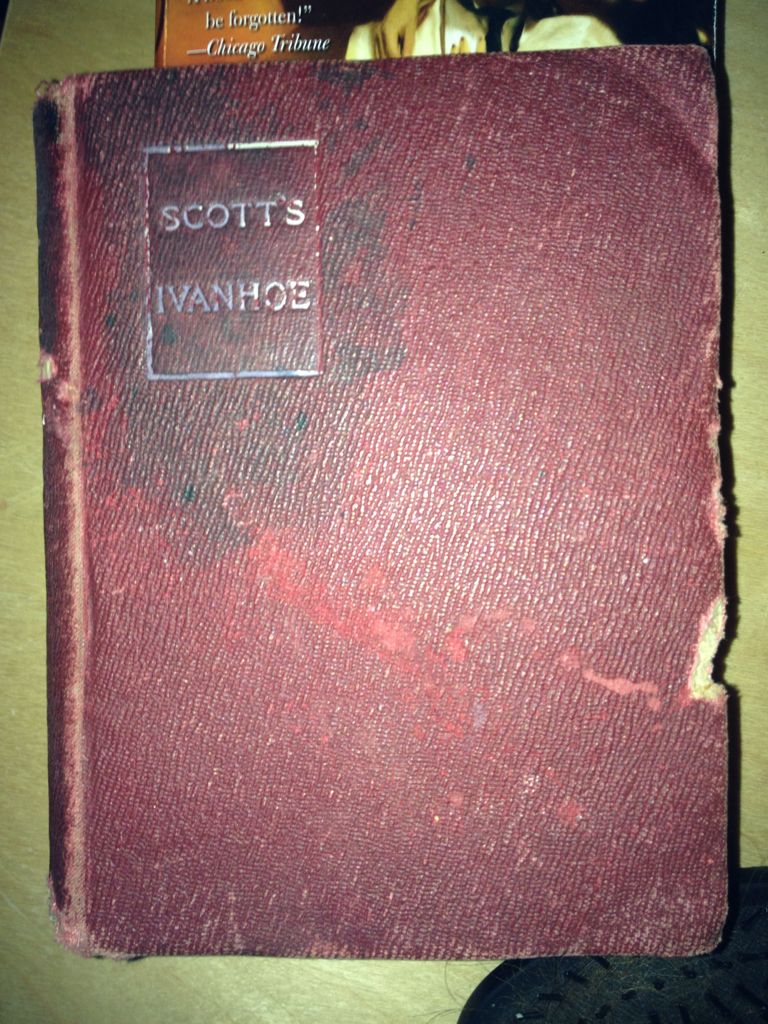 be forgotten!"
—Chicago Tribune
SCOTT'S
IVANHOE